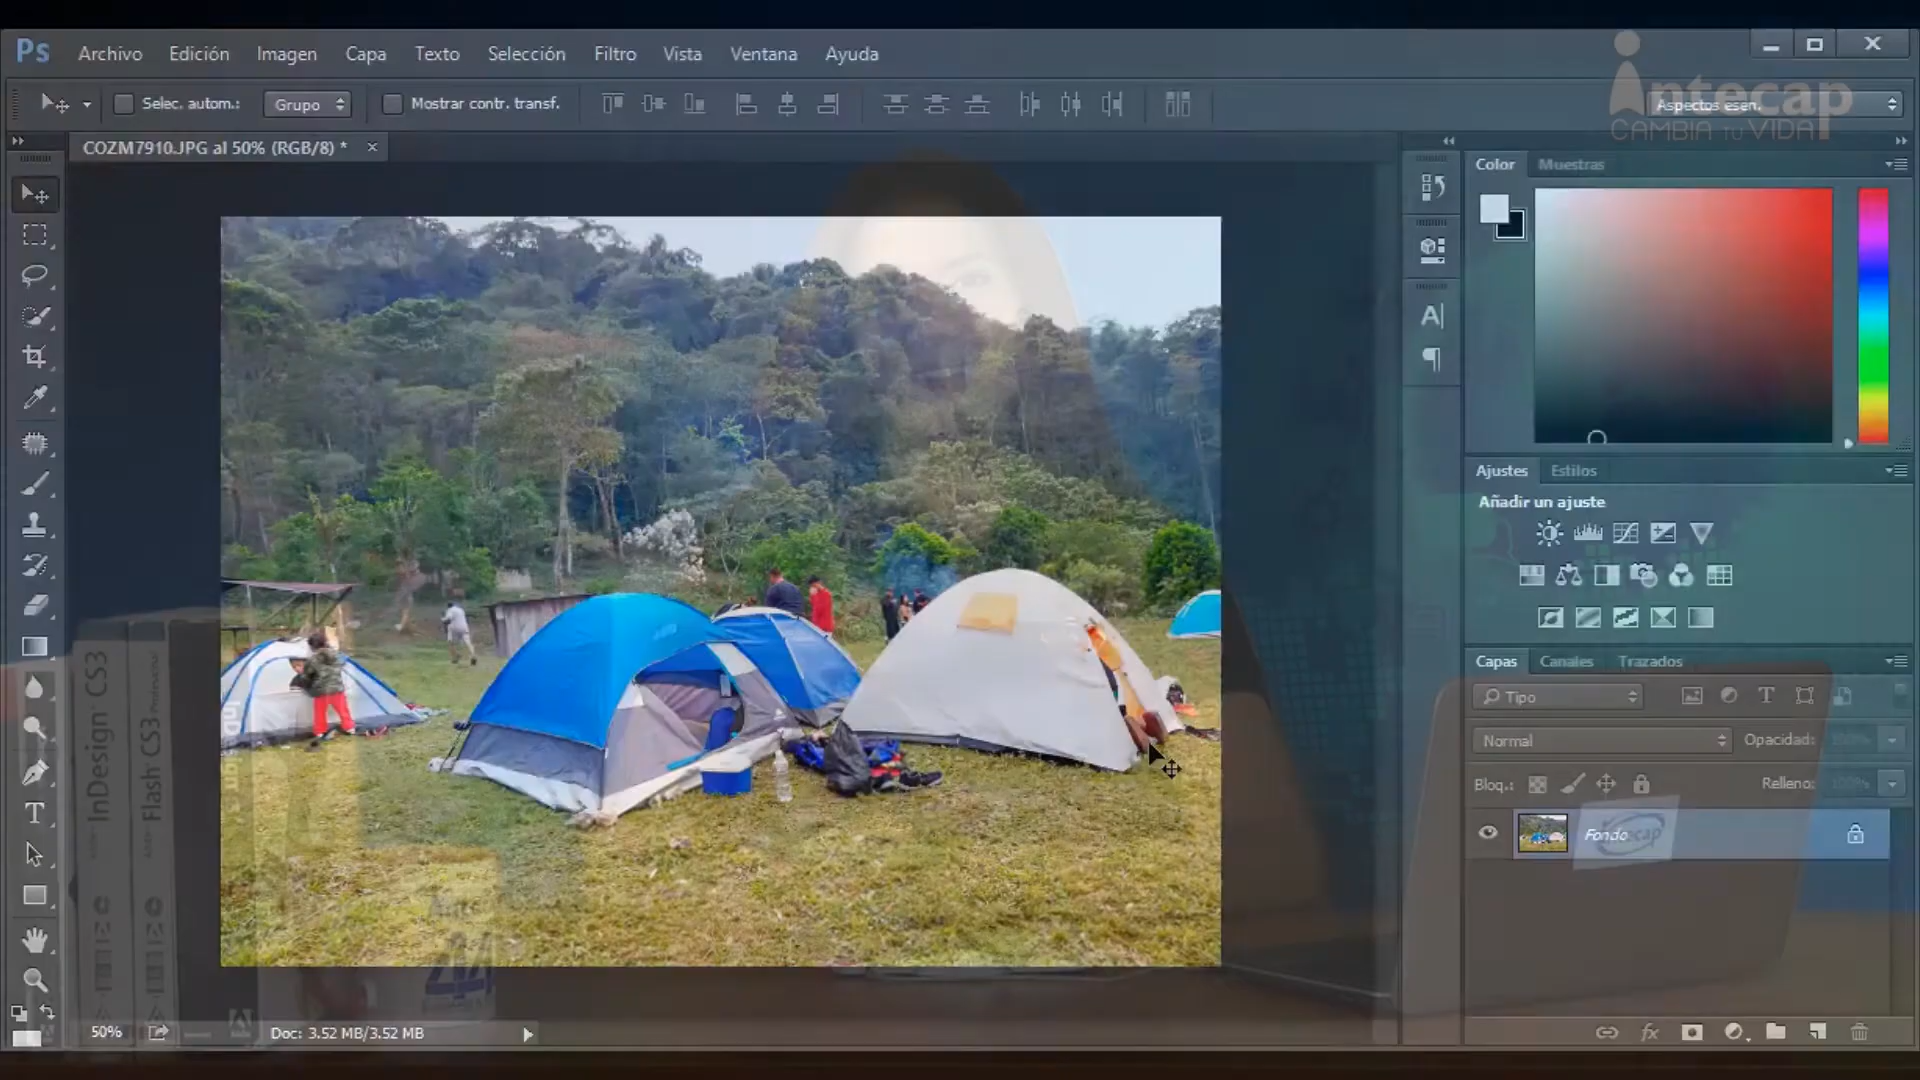 Ps Archivo Edición Imagen Capa Texto Selección Filtro Vista Ventana Ayuda
Selec. autom.: Grupo Mostrar contr. transf.
Aspectos esen.
intecap
CAMBIA TU VIDA
COZM7910.JPG al 50% (RGB/8) * ×
Color Muestras
Ajustes Estilos
Añadir un ajuste
Capas Canales Trazados
Tipo
Normal Opacidad: 100%
Bloq.: Relleno: 100%
Fondo
InDesign CS3
Flash CS3 Professional
50% Doc: 3.52 MB/3.52 MB